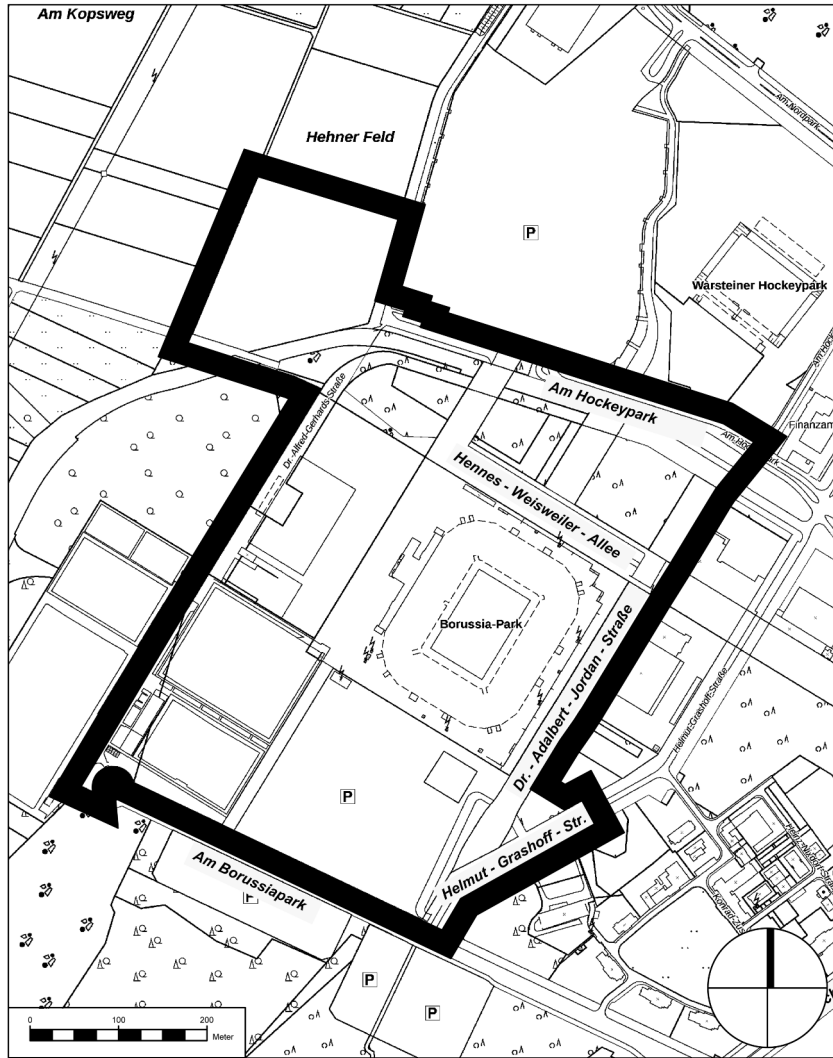 Am Kopsweg
Hehner Feld
Am Nordpark
P
Warsteiner Hockeypark
Am Hockeypark
Finanzam
Dr.-Alfred-Gerhards-Straße
Hennes - Weisweiler - Allee
Borussia-Park
Dr. - Adalbert - Jordan - Straße
Helmut-Grashoff-Straße
P
Helmut - Grashoff - Str.
Am Borussiapark
P
P
P
0 100 200
Meter